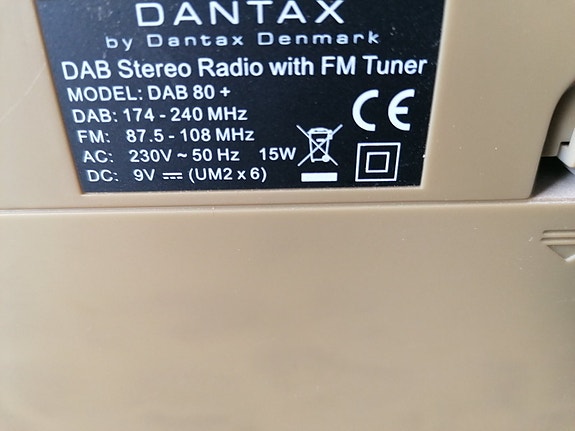 DANTAX
by Dantax Denmark
DAB Stereo Radio with FM Tuner
MODEL: DAB 80 +
DAB: 174 - 240 MHz
FM: 87.5 - 108 MHz
AC: 230V ~ 50 Hz 15W
DC: 9V ⎓ (UM2 x 6)
CE